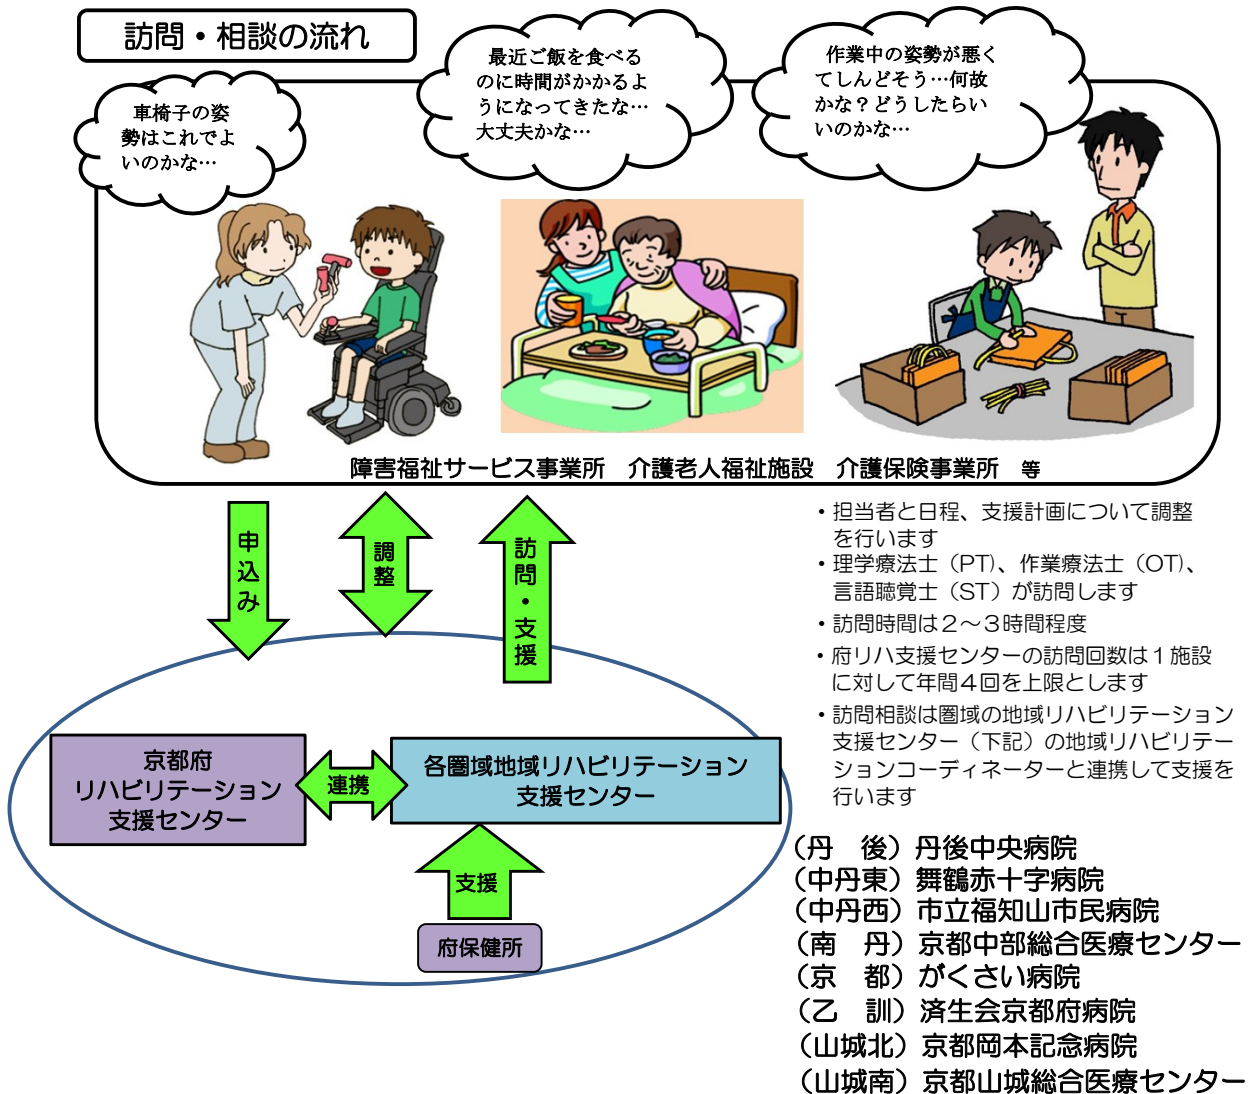 訪問・相談の流れ
車椅子の姿
勢はこれでよ
いのかな…
最近ご飯を食べる
のに時間がかかるよ
うになってきたな…
大丈夫かな…
作業中の姿勢が悪く
てしんどそう…何故
かな？どうしたらい
いのかな…
障害福祉サービス事業所　介護老人福祉施設　介護保険事業所　等
申込み
調整
訪問・支援
・担当者と日程、支援計画について調整
を行います
・理学療法士（PT)、作業療法士（OT)、
言語聴覚士（ST）が訪問します
・訪問時間は２～３時間程度
・府リハ支援センターの訪問回数は１施設
に対して年間４回を上限とします
・訪問相談は圏域の地域リハビリテーション
支援センター（下記）の地域リハビリテー
ションコーディネーターと連携して支援を
行います
京都府
リハビリテーション
支援センター
連携
各圏域地域リハビリテーション
支援センター
支援
府保健所
（丹　後）丹後中央病院
（中丹東）舞鶴赤十字病院
（中丹西）市立福知山市民病院
（南　丹）京都中部総合医療センター
（京　都）がくさい病院
（乙　訓）済生会京都府病院
（山城北）京都岡本記念病院
（山城南）京都山城総合医療センター